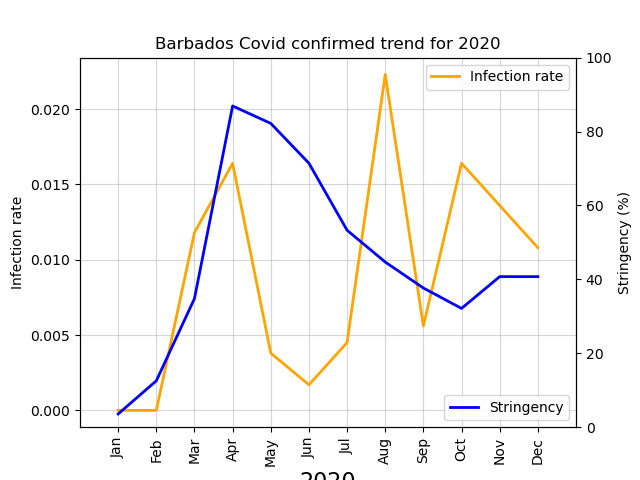 Barbados Covid confirmed trend for 2020
Infection rate
Stringency
Infection rate
0.020
0.015
0.010
0.005
0.000
100
80
60
40
20
0
Stringency (%)
Jan
Feb
Mar
Apr
May
Jun
Jul
Aug
Sep
Oct
Nov
Dec
2020